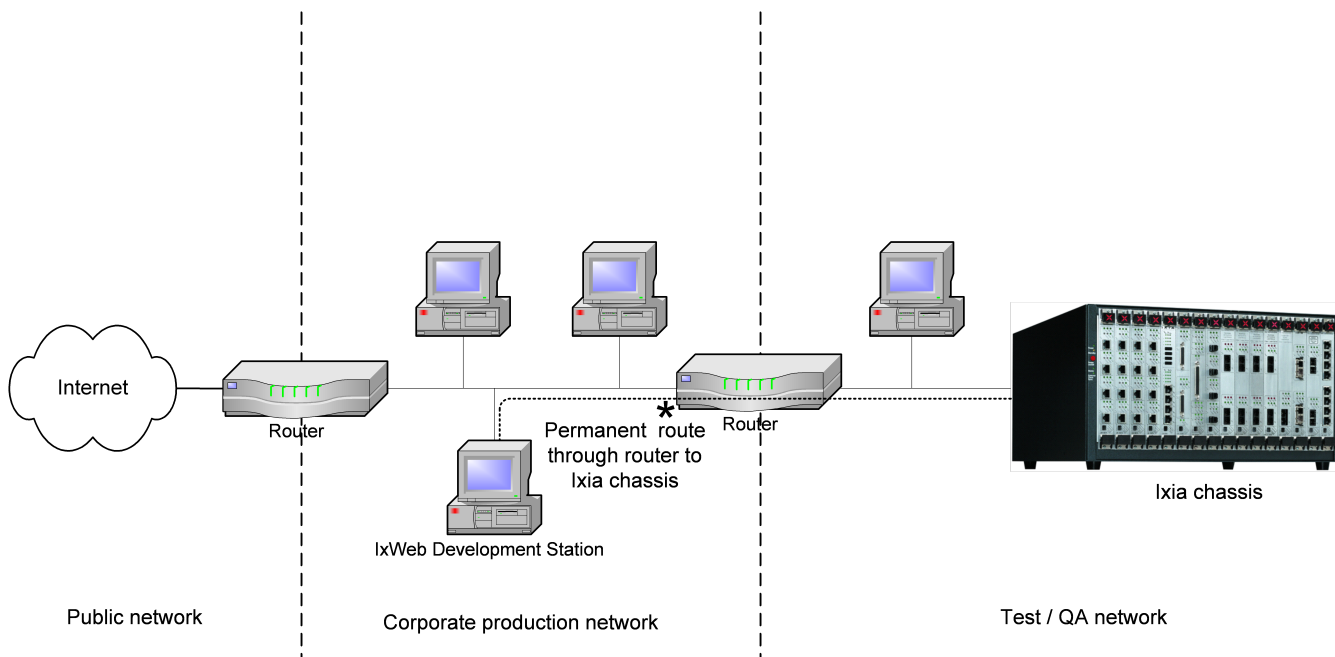 Internet
Router
*
Permanent route
through router to
Ixia chassis
Router
IxWeb Development Station
Ixia chassis
Public network
Corporate production network
Test / QA network